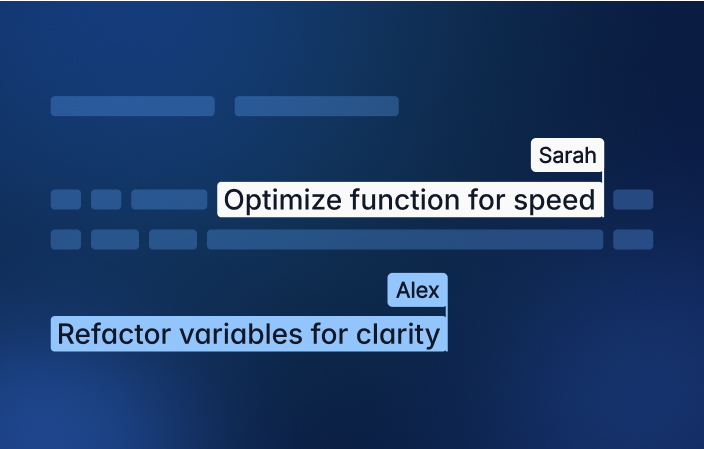 Sarah
Optimize function for speed
Alex
Refactor variables for clarity